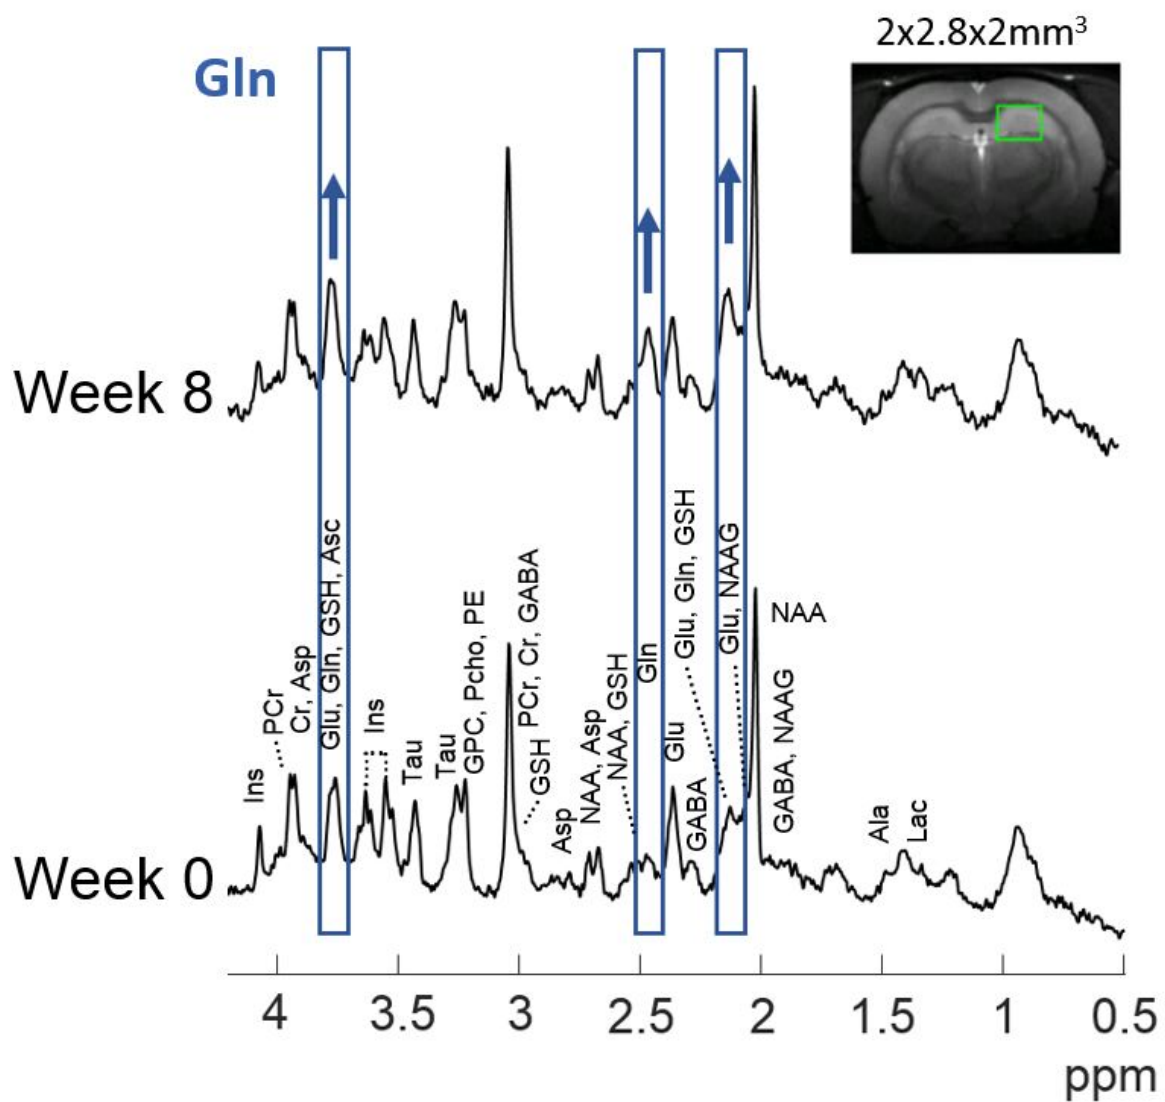 2x2.8x2mm³
Gln
Week 8
Week 0
Ins
PCr
Cr, Asp
Glu, Gln, GSH, Asc
Ins
Tau
Tau
GPC, Pcho, PE
PCr, Cr, GABA
GSH
Asp
NAA, Asp
NAA, GSH
Gln
Glu
GABA
Glu, Gln, GSH
Glu, NAAG
NAA
GABA, NAAG
Ala
Lac
4 3.5 3 2.5 2 1.5 1 0.5
ppm